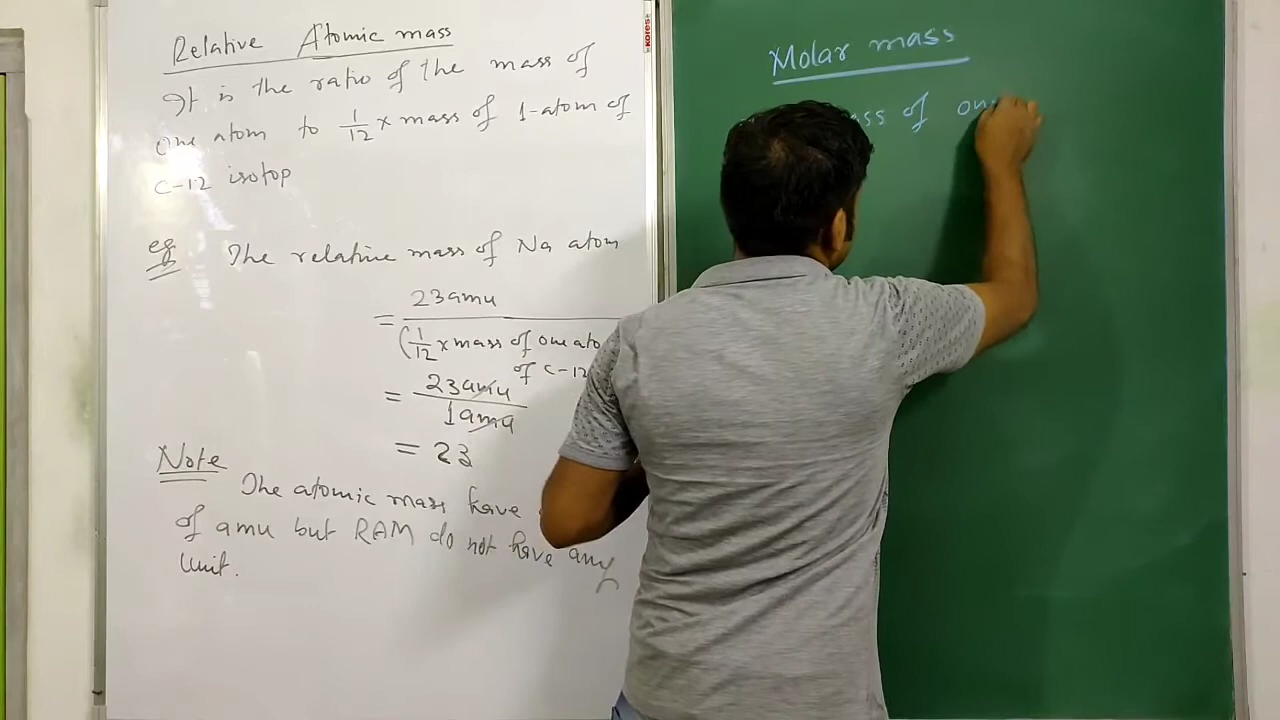 Relative Atomic mass
It is the ratio of the mass of
one atom to 1/12 x mass of 1-atom of
C-12 isotop
eg The relative mass of Na atom
= 23amu
(1/12 x mass of one ato
of C-12
= 23amu
1amu
= 23
Note
The atomic mass have
of amu but RAM do not have any
Unit.
kores
Molar mass
ass of one